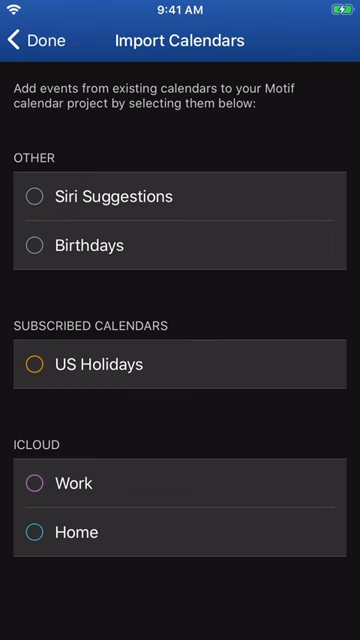 9:41 AM
Done
Import Calendars
Add events from existing calendars to your Motif
calendar project by selecting them below:
OTHER
Siri Suggestions
Birthdays
SUBSCRIBED CALENDARS
US Holidays
ICLOUD
Work
Home